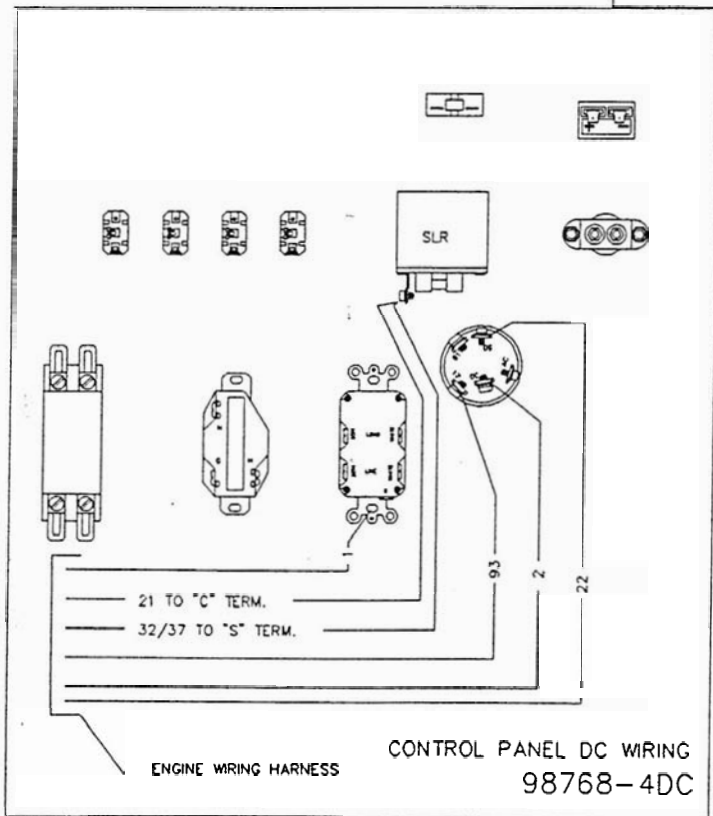 + −
SLR
LINE
1
93
2
22
21 TO "C" TERM.
32/37 TO "S" TERM.
ENGINE WIRING HARNESS
CONTROL PANEL DC WIRING
98768-4DC